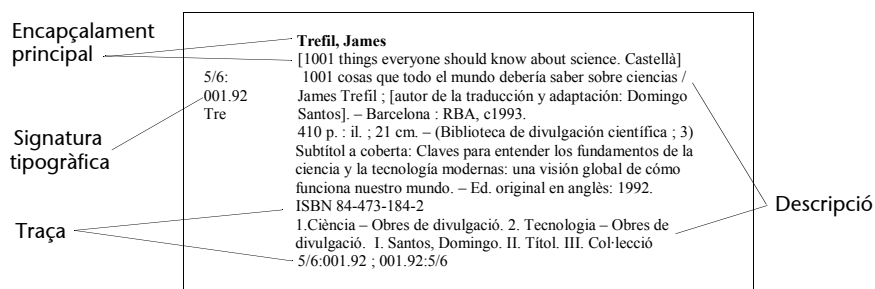 Encapçalament
principal
Trefil, James
[1001 things everyone should know about science. Castellà]
5/6:
001.92
Tre
1001 cosas que todo el mundo debería saber sobre ciencias /
James Trefil ; [autor de la traducción y adaptación: Domingo
Santos]. – Barcelona : RBA, c1993.
410 p. : il. ; 21 cm. – (Biblioteca de divulgación científica ; 3)
Subtítol a coberta: Claves para entender los fundamentos de la
ciencia y la tecnología modernas: una visión global de cómo
funciona nuestro mundo. – Ed. original en anglès: 1992.
ISBN 84-473-184-2
1.Ciència – Obres de divulgació. 2. Tecnologia – Obres de
divulgació. I. Santos, Domingo. II. Títol. III. Col·lecció
5/6:001.92 ; 001.92:5/6
Signatura
tipogràfica
Traça
Descripció